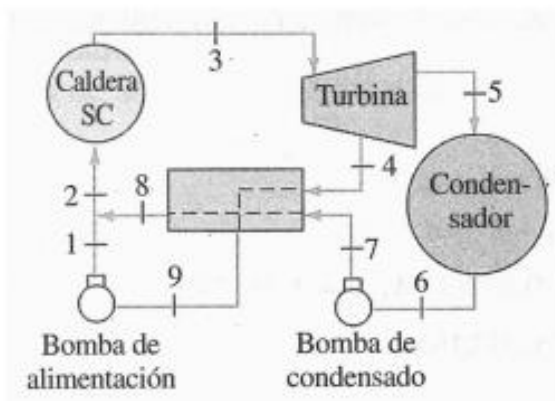 3
Caldera
SC
Turbina
5
4
Conden-
sador
2
8
1
7
9
6
Bomba de
alimentación
Bomba de
condensado